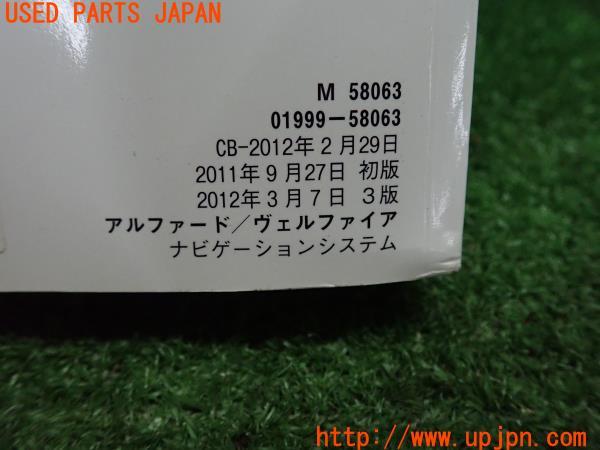 USED PARTS JAPAN
M 58063
01999-58063
CB-2012年2月29日
2011年9月27日 初版
2012年3月7日 3版
アルファード/ヴェルファイア
ナビゲーションシステム
https://www.upjpn.com